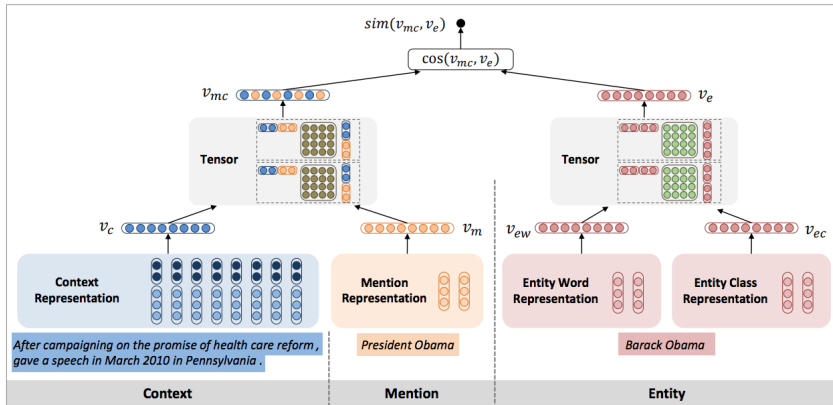 sim(v_mc, v_e)
cos(v_mc, v_e)
v_mc
v_e
Tensor
Tensor
v_c
v_m
v_ew
v_ec
Context
Representation
Mention
Representation
Entity Word
Representation
Entity Class
Representation
After campaigning on the promise of health care reform ,
gave a speech in March 2010 in Pennsylvania .
President Obama
Barack Obama
Context
Mention
Entity